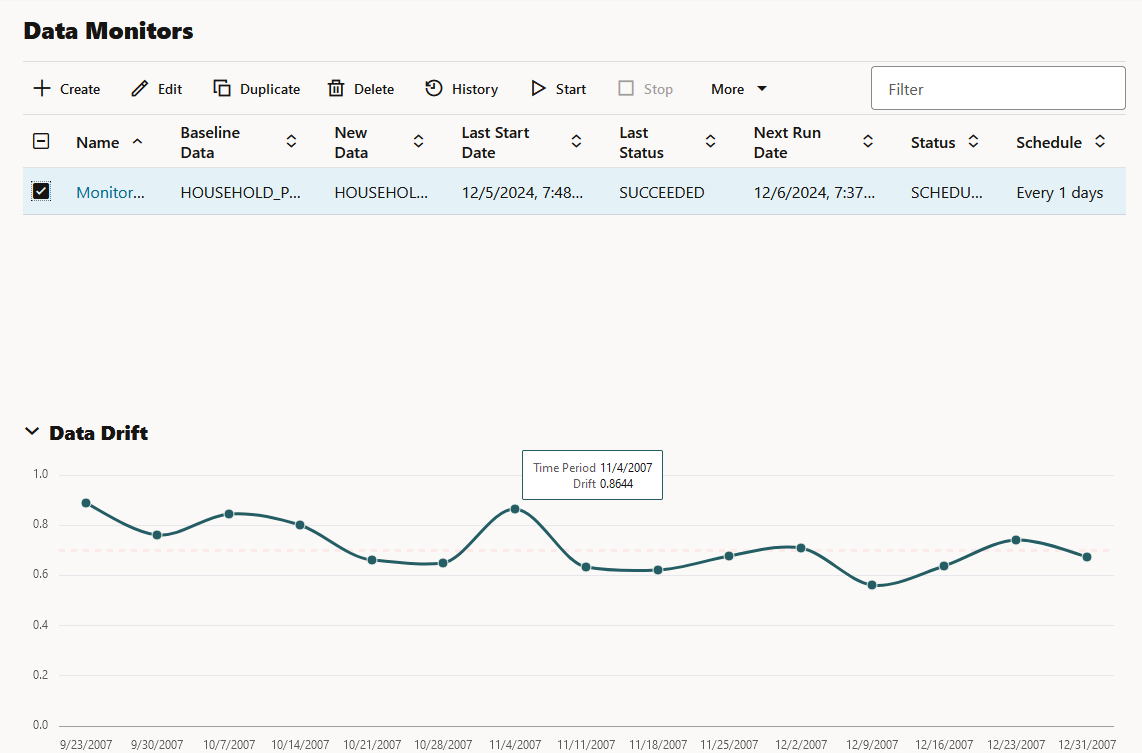 Data Monitors
Create Edit Duplicate Delete History Start Stop More Filter
Name Baseline Data New Data Last Start Date Last Status Next Run Date Status Schedule
Monitor... HOUSEHOLD_P... HOUSEHOL... 12/5/2024, 7:48... SUCCEEDED 12/6/2024, 7:37... SCHEDU... Every 1 days
Data Drift
Time Period 11/4/2007
Drift 0.8644
1.0
0.8
0.6
0.4
0.2
0.0
9/23/2007 9/30/2007 10/7/2007 10/14/2007 10/21/2007 10/28/2007 11/4/2007 11/11/2007 11/18/2007 11/25/2007 12/2/2007 12/9/2007 12/16/2007 12/23/2007 12/31/2007